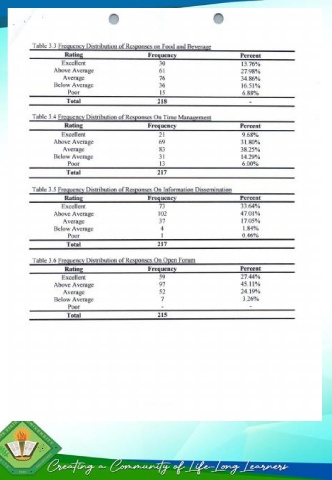 Table 3.3 Frequency Distribution of Responses on Food and Beverage
Rating Frequency Percent
Excellent 30 13.76%
Above Average 61 27.98%
Average 76 34.86%
Below Average 36 16.51%
Poor 15 6.88%
Total 218 -
Table 3.4 Frequency Distribution of Responses On Time Management
Rating Frequency Percent
Excellent 21 9.68%
Above Average 69 31.80%
Average 83 38.25%
Below Average 31 14.29%
Poor 13 6.00%
Total 217
Table 3.5 Frequency Distribution of Responses On Information Dissemination
Rating Frequency Percent
Excellent 73 33.64%
Above Average 102 47.01%
Average 37 17.05%
Below Average 4 1.84%
Poor 1 0.46%
Total 217
Table 3.6 Frequency Distribution of Responses On Open Forum
Rating Frequency Percent
Excellent 59 27.44%
Above Average 97 45.11%
Average 52 24.19%
Below Average 7 3.26%
Poor - -
Total 215
Creating a Community of Life-Long Learners